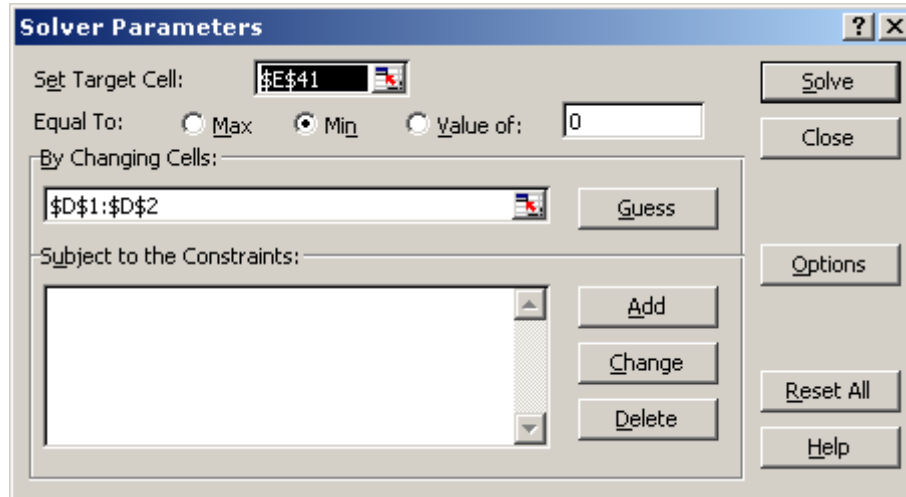 Solver Parameters
Set Target Cell: $E$41 Solve
Equal To: Max Min Value of: 0 Close
By Changing Cells:
$D$1:$D$2 Guess
Subject to the Constraints: Options
Add
Change
Reset All
Delete
Help